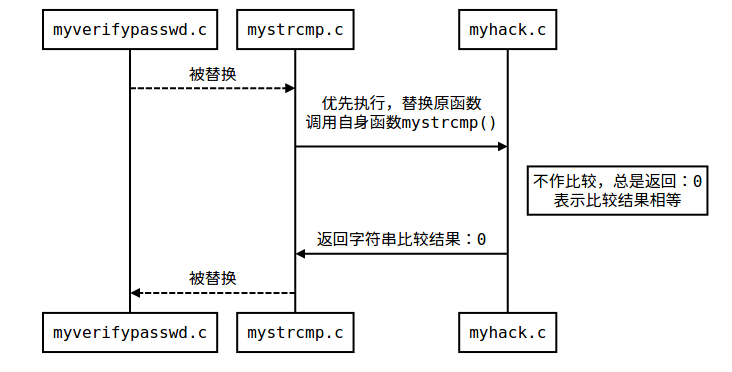 myverifypasswd.c
mystrcmp.c
myhack.c
被替换
优先执行，替换原函数
调用自身函数mystrcmp()
不作比较，总是返回：0
表示比较结果相等
返回字符串比较结果：0
被替换
myverifypasswd.c
mystrcmp.c
myhack.c